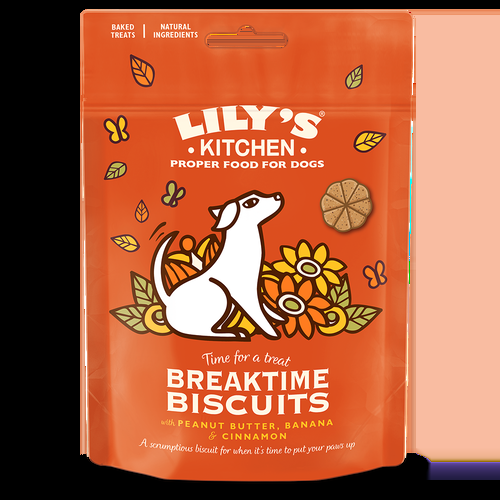 BAKED
TREATS
NATURAL
INGREDIENTS
LILY'S®
• KITCHEN •
PROPER FOOD FOR DOGS
Time for a treat
BREAKTIME
BISCUITS
with PEANUT BUTTER, BANANA
& CINNAMON
A scrumptious biscuit for when it's time to put your paws up